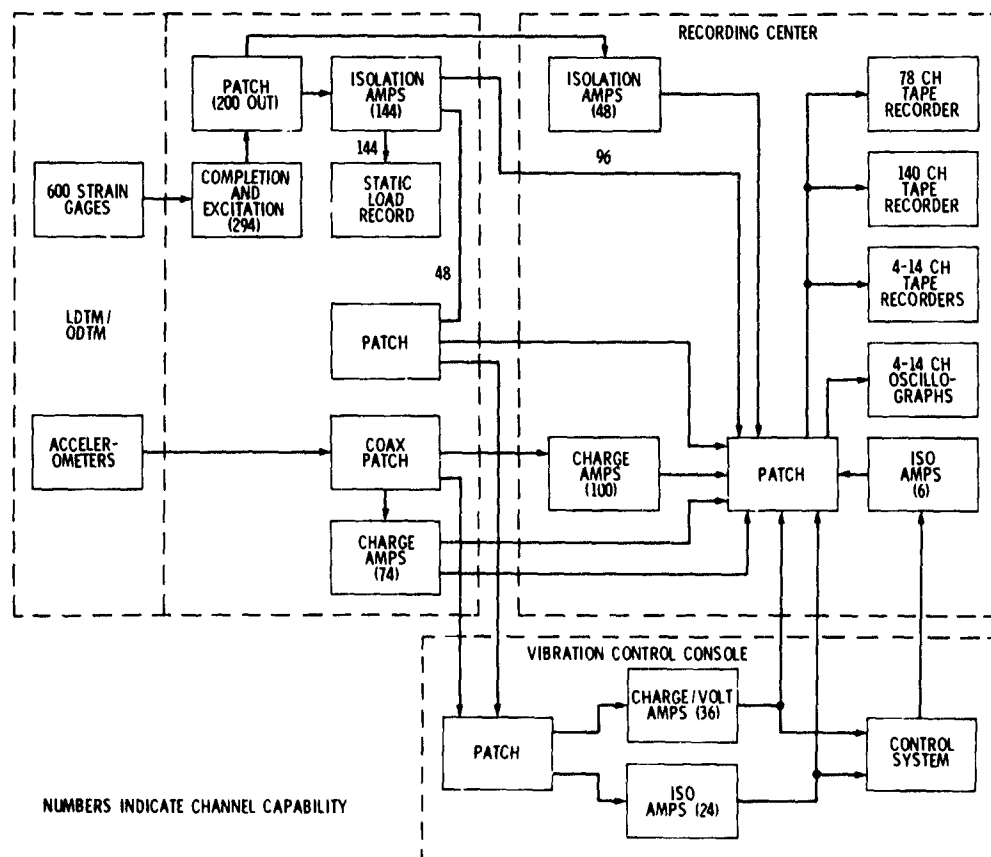 RECORDING CENTER
PATCH
(200 OUT)
ISOLATION
AMPS
(144)
ISOLATION
AMPS
(48)
78 CH
TAPE
RECORDER
144
96
600 STRAIN
GAGES
COMPLETION
AND
EXCITATION
(294)
STATIC
LOAD
RECORD
140 CH
TAPE
RECORDER
48
4-14 CH
TAPE
RECORDERS
LDTM/
ODTM
PATCH
4-14 CH
OSCILLO-
GRAPHS
ACCELER-
OMETERS
COAX
PATCH
CHARGE
AMPS
(100)
PATCH
ISO
AMPS
(6)
CHARGE
AMPS
(74)
VIBRATION CONTROL CONSOLE
PATCH
CHARGE/VOLT
AMPS (36)
CONTROL
SYSTEM
ISO
AMPS (24)
NUMBERS INDICATE CHANNEL CAPABILITY